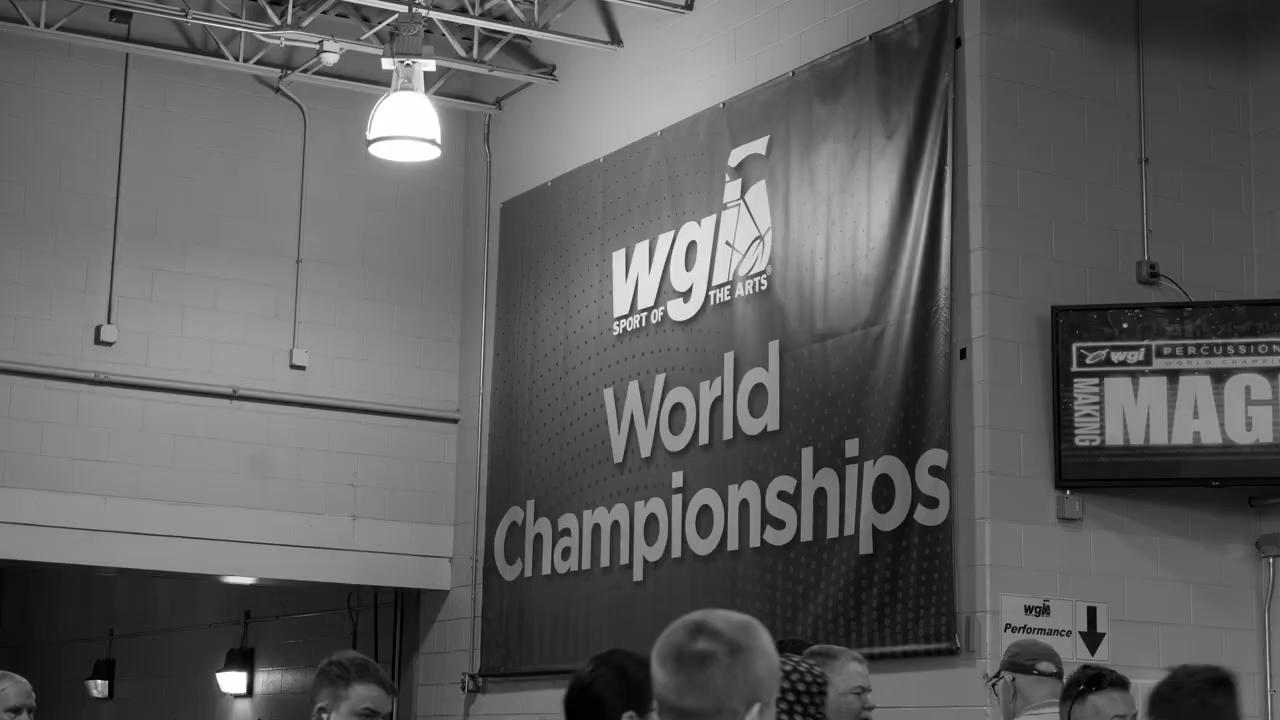 wgi
SPORT OF THE ARTS®
World
Championships
wgi PERCUSSION
MAKING
MAG
wgi
Performance